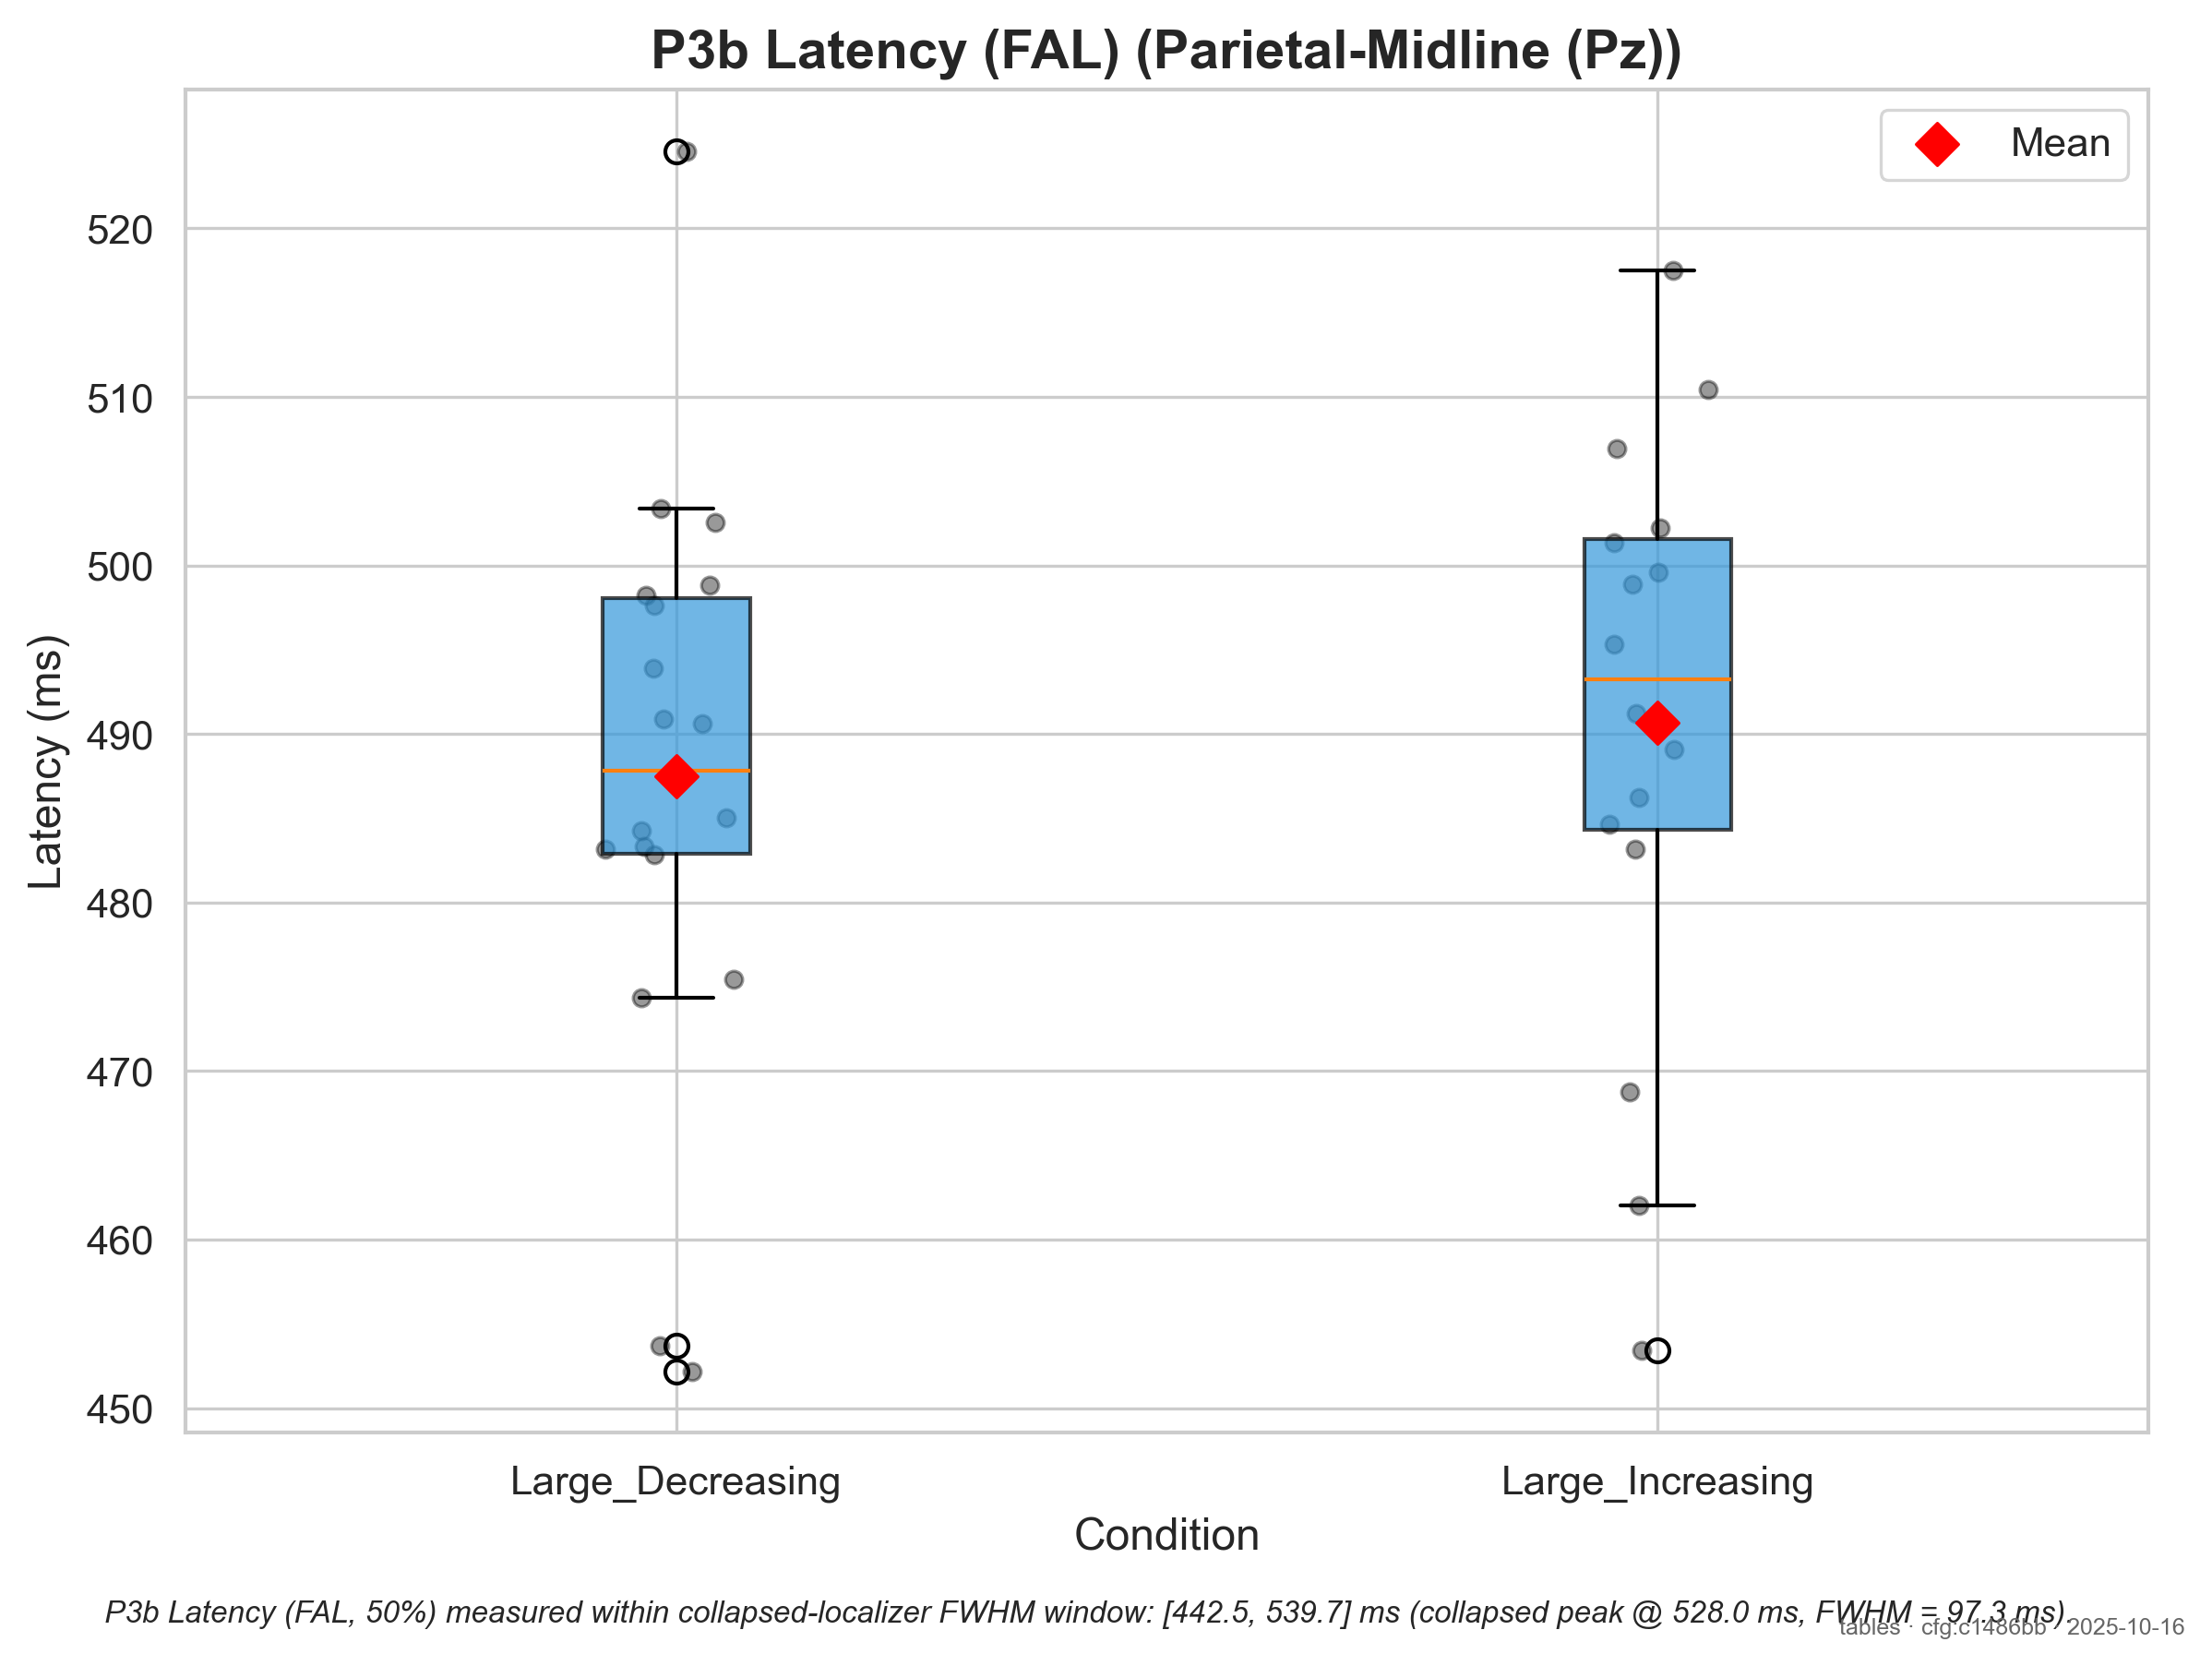 P3b Latency (FAL) (Parietal-Midline (Pz))
Mean
Latency (ms)
520
510
500
490
480
470
460
450
Large_Decreasing
Large_Increasing
Condition
P3b Latency (FAL, 50%) measured within collapsed-localizer FWHM window: [442.5, 539.7] ms (collapsed peak @ 528.0 ms, FWHM = 97.3 ms).
tables · cfg:c1486bb · 2025-10-16